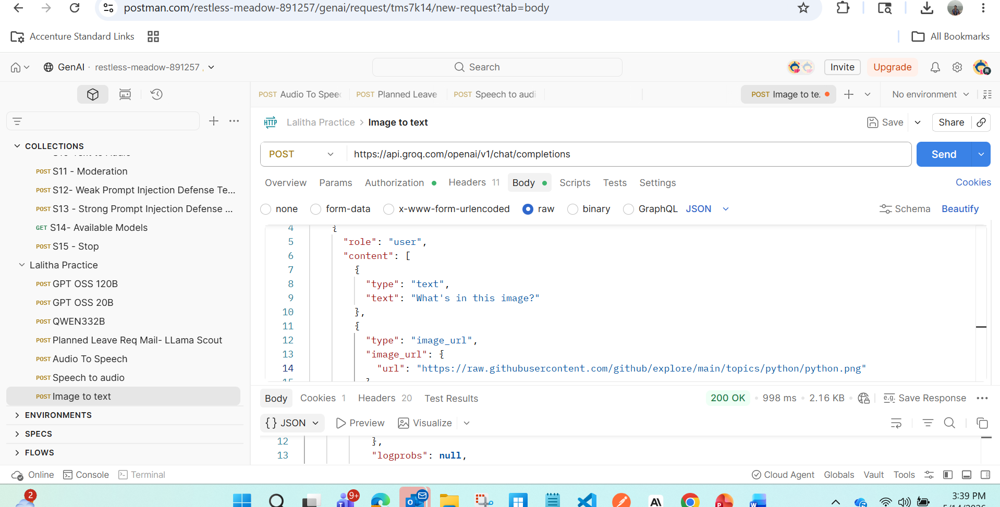 postman.com/restless-meadow-891257/genai/request/tms7k14/new-request?tab=body
Accenture Standard Links
All Bookmarks
GenAI · restless-meadow-891257
Search
Invite
Upgrade
R
POST Audio To Speec
POST Planned Leave
POST Speech to audi
POST Image to te
No environment
HTTP Lalitha Practice > Image to text
Save
Share
COLLECTIONS
POST S11 - Moderation
POST S12- Weak Prompt Injection Defense Te...
POST S13 - Strong Prompt Injection Defense ...
GET S14- Available Models
POST S15 - Stop
Lalitha Practice
POST GPT OSS 120B
POST GPT OSS 20B
POST QWEN332B
POST Planned Leave Req Mail- LLama Scout
POST Audio To Speech
POST Speech to audio
POST Image to text
ENVIRONMENTS
SPECS
FLOWS
POST
https://api.groq.com/openai/v1/chat/completions
Send
Overview Params Authorization Headers 11 Body Scripts Tests Settings
Cookies
none form-data x-www-form-urlencoded raw binary GraphQL JSON
Schema Beautify
4 {
5 "role": "user",
6 "content": [
7 {
8 "type": "text",
9 "text": "What's in this image?"
10 },
11 {
12 "type": "image_url",
13 "image_url": {
14 "url": "https://raw.githubusercontent.com/github/explore/main/topics/python/python.png"
15
Body Cookies 1 Headers 20 Test Results
200 OK • 998 ms • 2.16 KB
e.g. Save Response
{} JSON Preview Visualize
12 },
13 "logprobs": null,
Online Console Terminal
Cloud Agent Globals Vault Tools
2
9+
3:39 PM